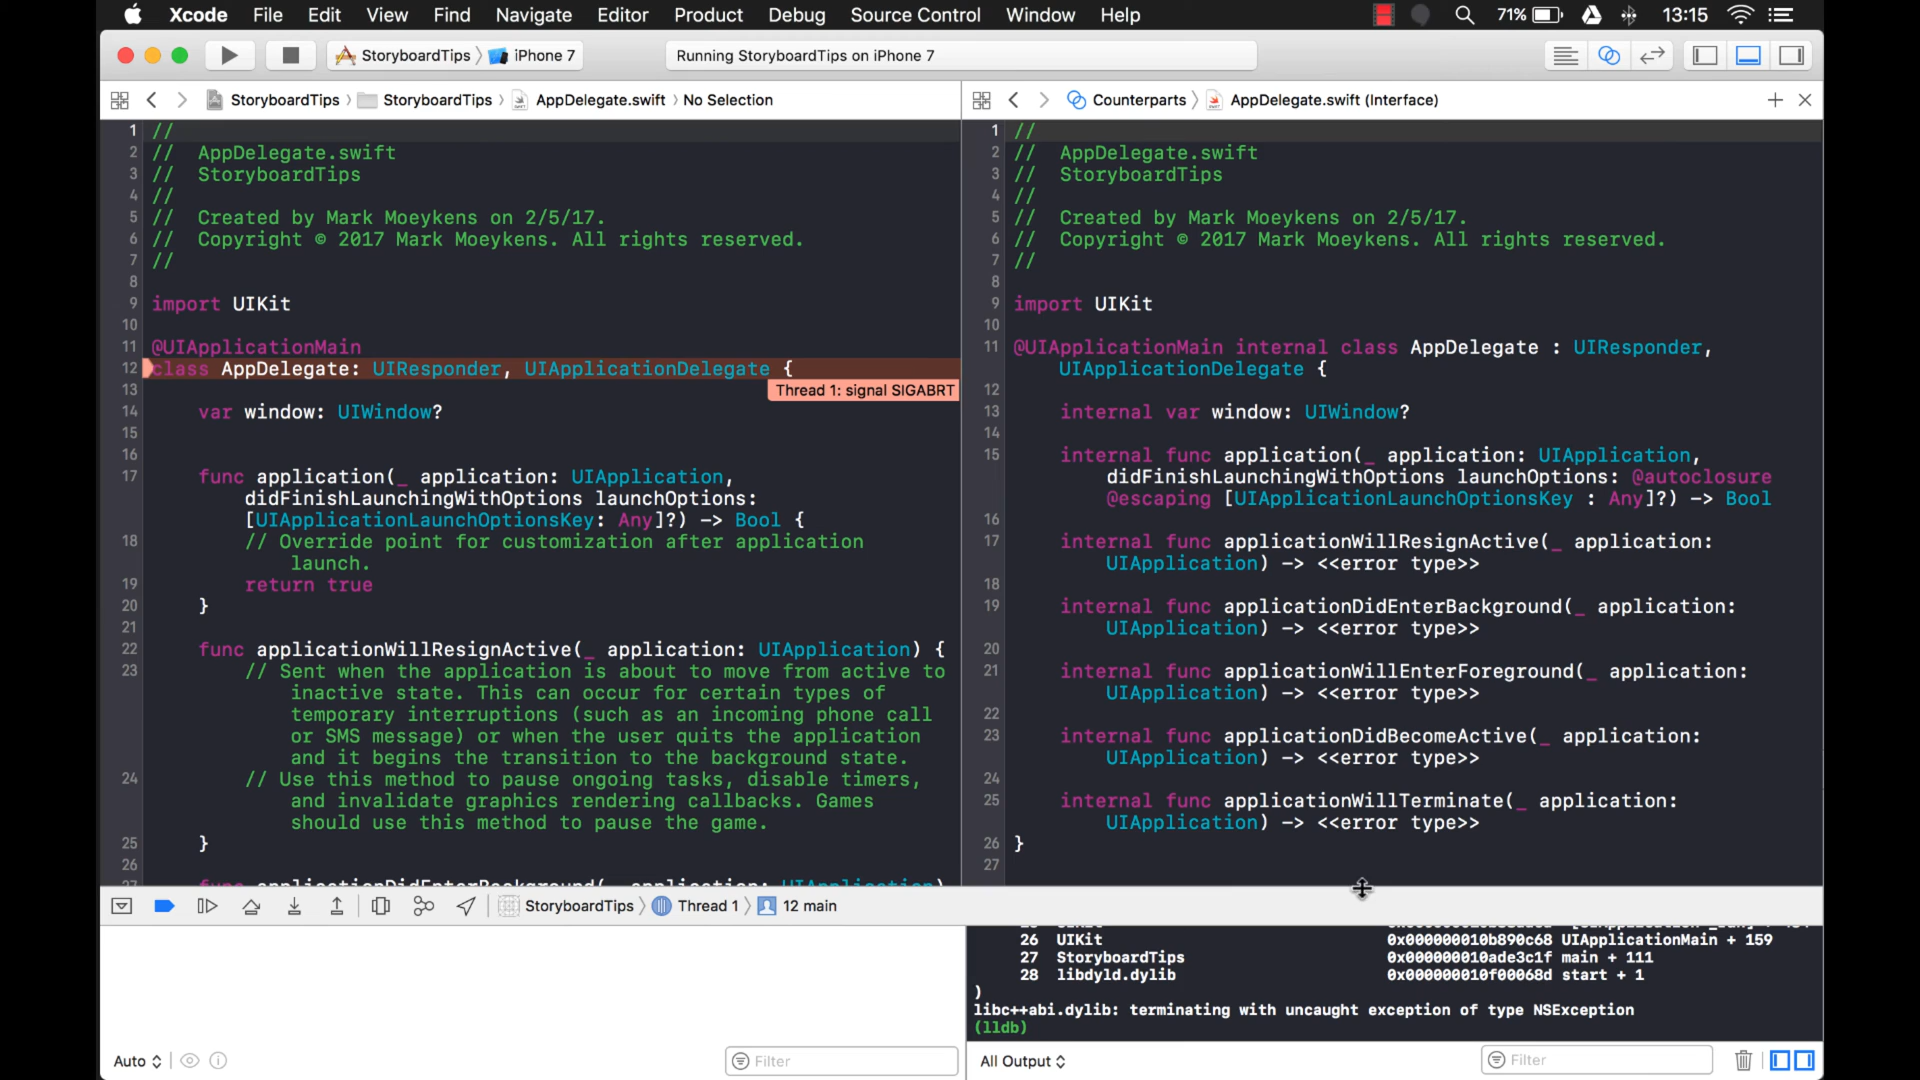 Xcode File Edit View Find Navigate Editor Product Debug Source Control Window Help 71% 13:15
StoryboardTips iPhone 7 Running StoryboardTips on iPhone 7
StoryboardTips StoryboardTips AppDelegate.swift No Selection
1 //
2 // AppDelegate.swift
3 // StoryboardTips
4 //
5 // Created by Mark Moeykens on 2/5/17.
6 // Copyright © 2017 Mark Moeykens. All rights reserved.
7 //
8
9 import UIKit
10
11 @UIApplicationMain
12 class AppDelegate: UIResponder, UIApplicationDelegate {
Thread 1: signal SIGABRT
13
14 var window: UIWindow?
15
16
17 func application(_ application: UIApplication,
didFinishLaunchingWithOptions launchOptions:
[UIApplicationLaunchOptionsKey: Any]?) -> Bool {
18 // Override point for customization after application
launch.
19 return true
20 }
21
22 func applicationWillResignActive(_ application: UIApplication) {
23 // Sent when the application is about to move from active to
inactive state. This can occur for certain types of
temporary interruptions (such as an incoming phone call
or SMS message) or when the user quits the application
and it begins the transition to the background state.
24 // Use this method to pause ongoing tasks, disable timers,
and invalidate graphics rendering callbacks. Games
should use this method to pause the game.
25 }
26
27 func applicationDidEnterBackground(_ application: UIApplication)
Counterparts AppDelegate.swift (Interface)
1 //
2 // AppDelegate.swift
3 // StoryboardTips
4 //
5 // Created by Mark Moeykens on 2/5/17.
6 // Copyright © 2017 Mark Moeykens. All rights reserved.
7 //
8
9 import UIKit
10
11 @UIApplicationMain internal class AppDelegate : UIResponder,
UIApplicationDelegate {
12
13 internal var window: UIWindow?
14
15 internal func application(_ application: UIApplication,
didFinishLaunchingWithOptions launchOptions: @autoclosure
@escaping [UIApplicationLaunchOptionsKey : Any]?) -> Bool
16
17 internal func applicationWillResignActive(_ application:
UIApplication) -> <<error type>>
18
19 internal func applicationDidEnterBackground(_ application:
UIApplication) -> <<error type>>
20
21 internal func applicationWillEnterForeground(_ application:
UIApplication) -> <<error type>>
22
23 internal func applicationDidBecomeActive(_ application:
UIApplication) -> <<error type>>
24
25 internal func applicationWillTerminate(_ application:
UIApplication) -> <<error type>>
26 }
27
StoryboardTips Thread 1 12 main
26 UIKit 0x000000010b890c68 UIApplicationMain + 159
27 StoryboardTips 0x000000010ade3c1f main + 111
28 libdyld.dylib 0x000000010f00068d start + 1
)
libc++abi.dylib: terminating with uncaught exception of type NSException
(lldb)
Auto Filter All Output Filter